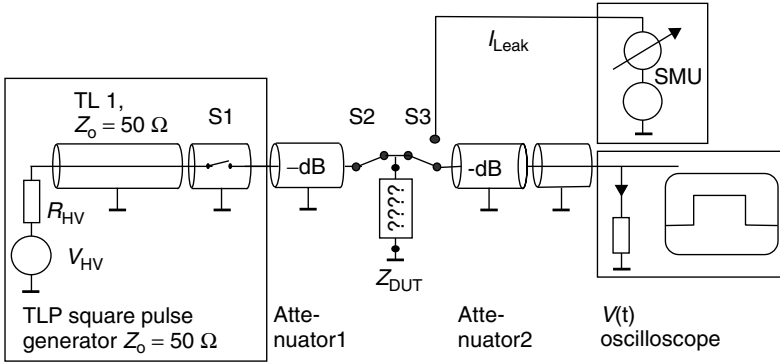 I_Leak
SMU
TL 1,
Z_o = 50 Ω
S1
S2
S3
–dB
-dB
R_HV
V_HV
????
Z_DUT
TLP square pulse
generator Z_o = 50 Ω
Atte-
nuator1
Atte-
nuator2
V(t)
oscilloscope